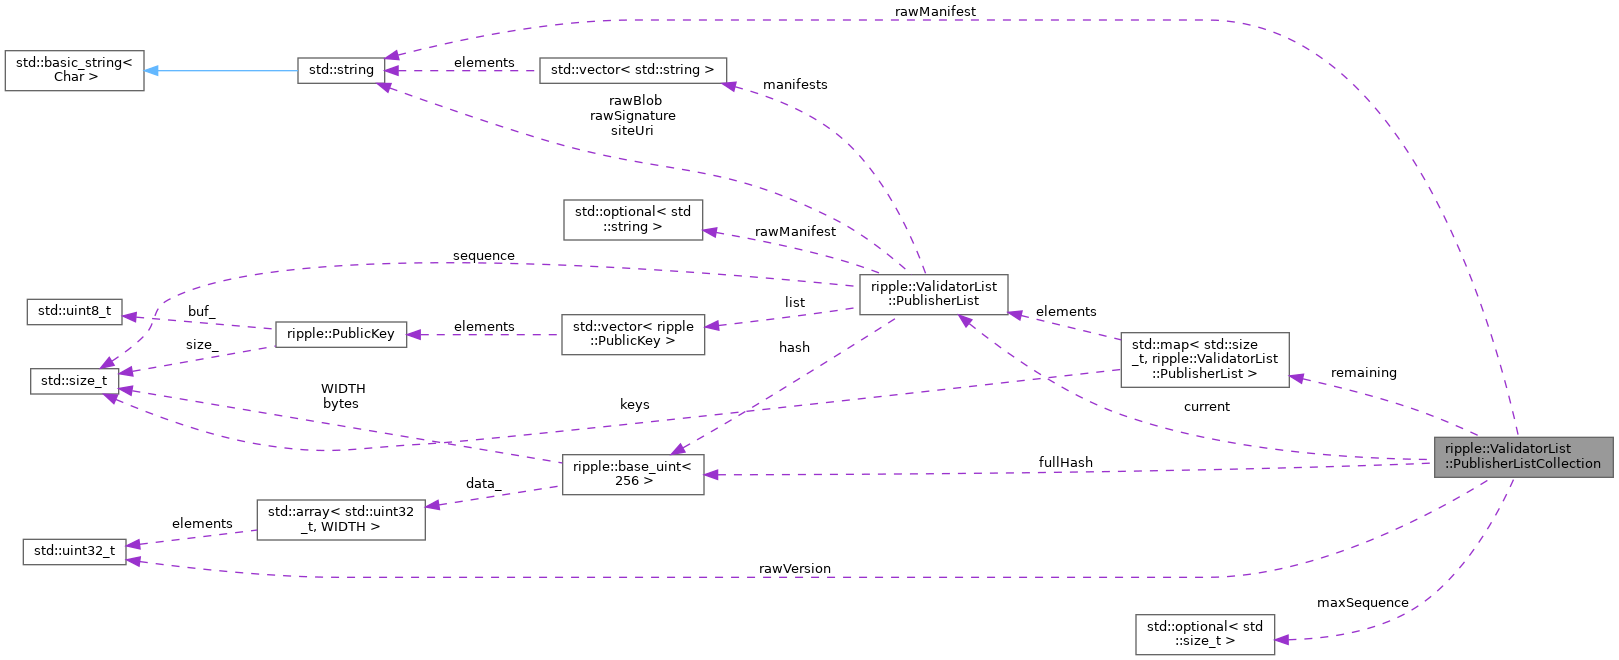 rawManifest
std::basic_string<
Char >
std::string
elements
std::vector< std::string >
manifests
rawBlob
rawSignature
siteUri
std::optional< std
::string >
rawManifest
sequence
ripple::ValidatorList
::PublisherList
std::uint8_t
buf_
list
elements
ripple::PublicKey
elements
std::vector< ripple
::PublicKey >
size_
hash
std::map< std::size
_t, ripple::ValidatorList
::PublisherList >
remaining
std::size_t
WIDTH
bytes
keys
current
ripple::ValidatorList
::PublisherListCollection
fullHash
ripple::base_uint<
256 >
data_
std::array< std::uint32
_t, WIDTH >
elements
std::uint32_t
rawVersion
maxSequence
std::optional< std
::size_t >